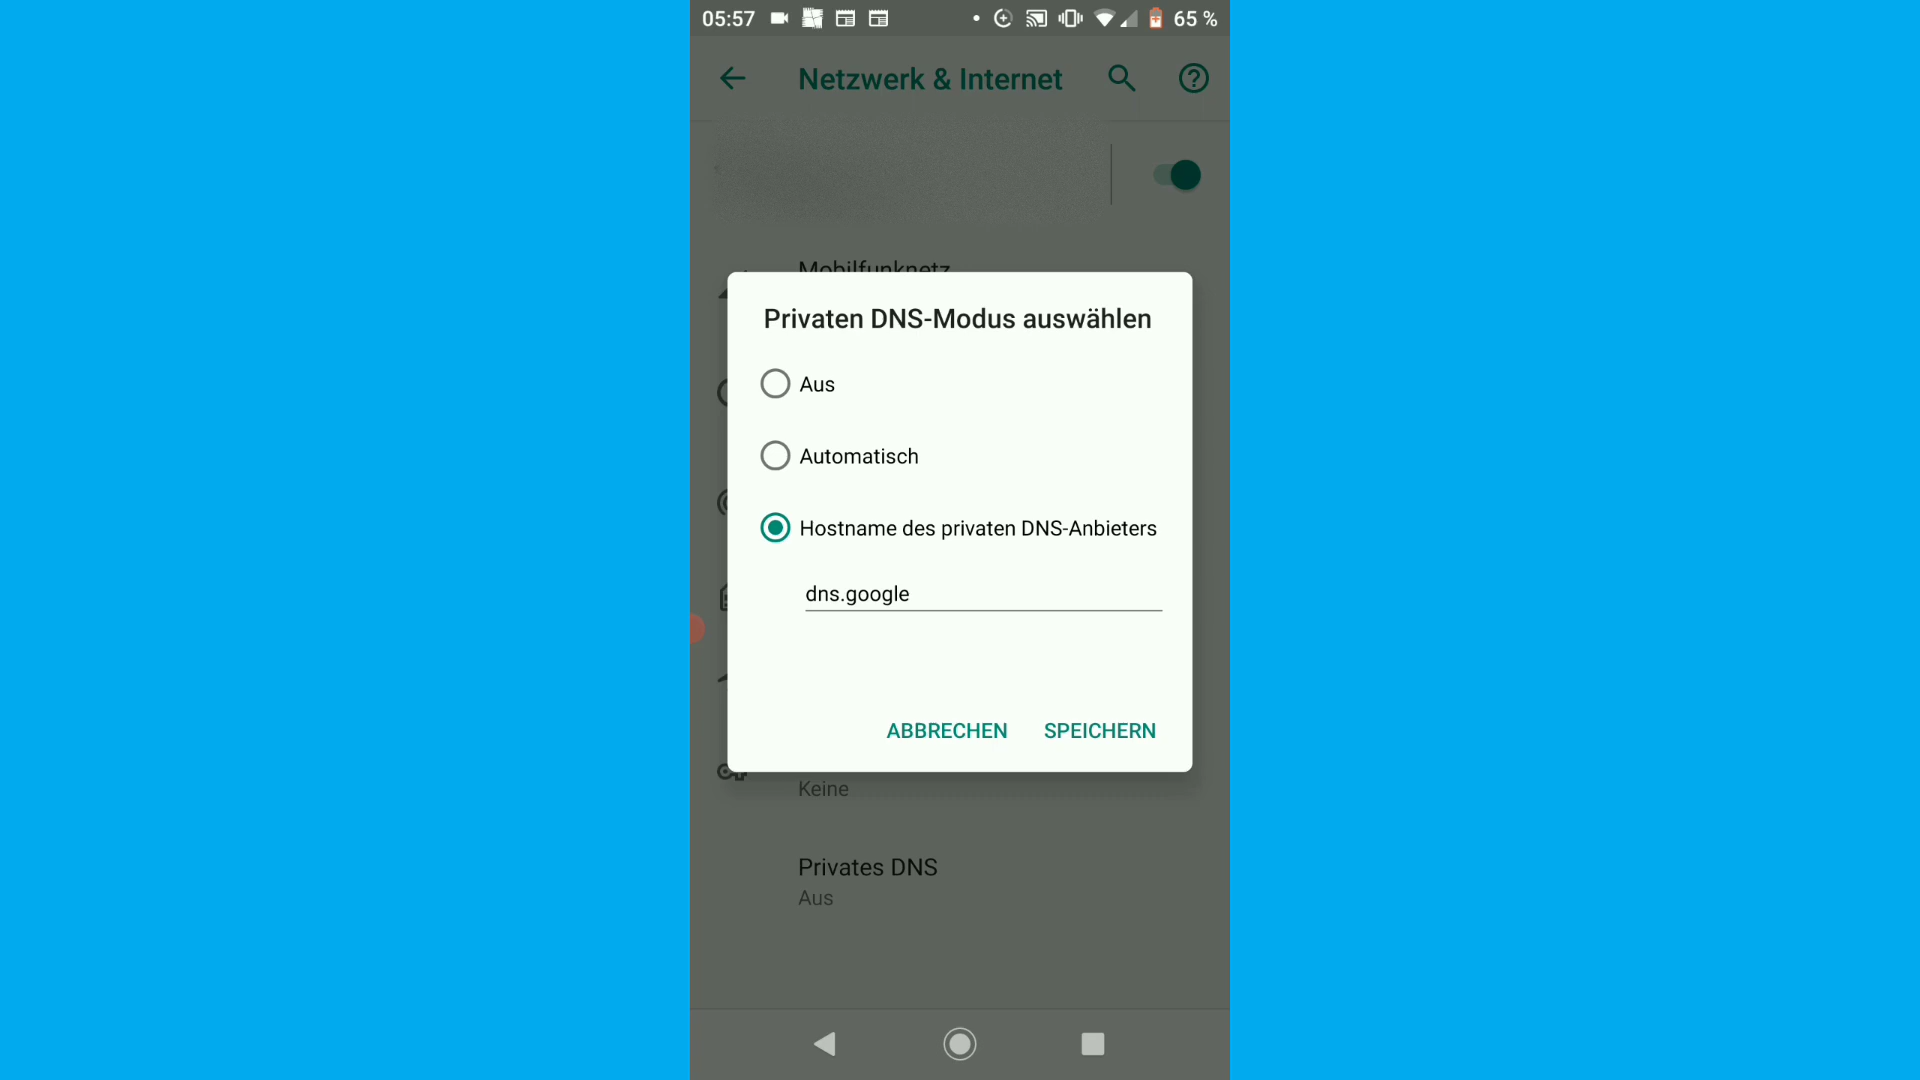 05:57
65 %
Netzwerk & Internet
Mobilfunknetz
Privaten DNS-Modus auswählen
Aus
Automatisch
Hostname des privaten DNS-Anbieters
dns.google
ABBRECHEN SPEICHERN
Keine
Privates DNS
Aus